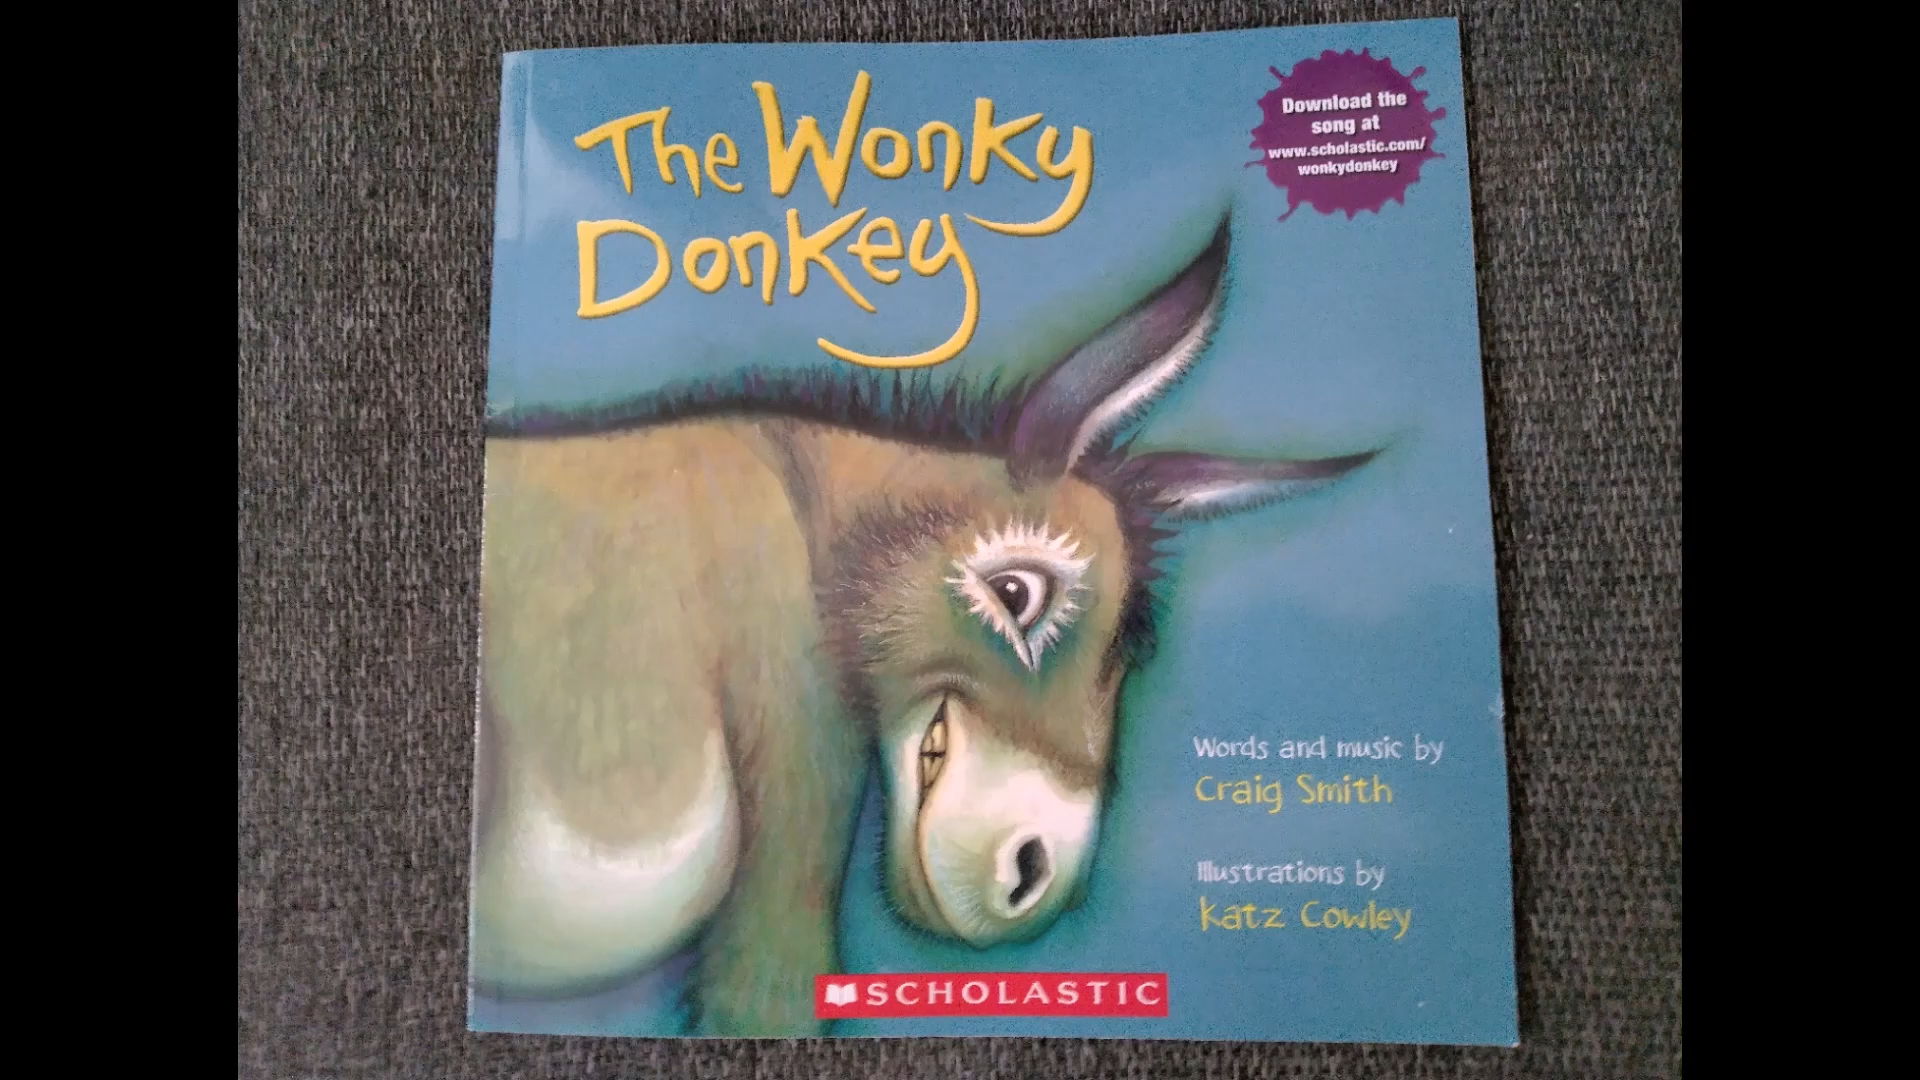 The Wonky
Donkey
Download the
song at
www.scholastic.com/
wonkydonkey
Words and music by
Craig Smith
Illustrations by
Katz Cowley
SCHOLASTIC